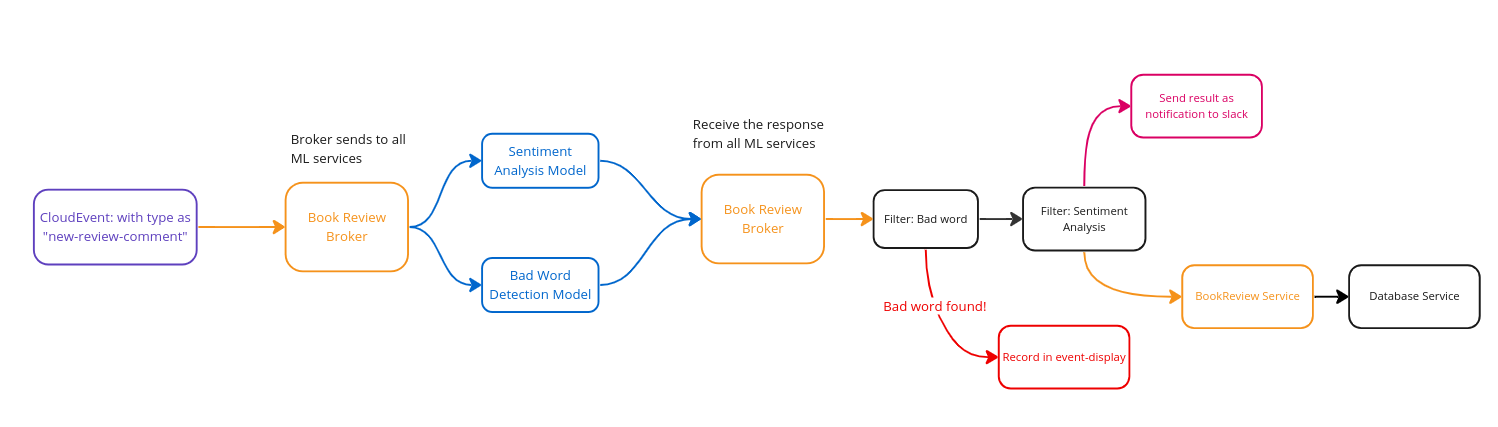 CloudEvent: with type as
"new-review-comment"
Broker sends to all
ML services
Book Review
Broker
Sentiment
Analysis Model
Bad Word
Detection Model
Receive the response
from all ML services
Book Review
Broker
Filter: Bad word
Bad word found!
Record in event-display
Filter: Sentiment
Analysis
Send result as
notification to slack
BookReview Service
Database Service